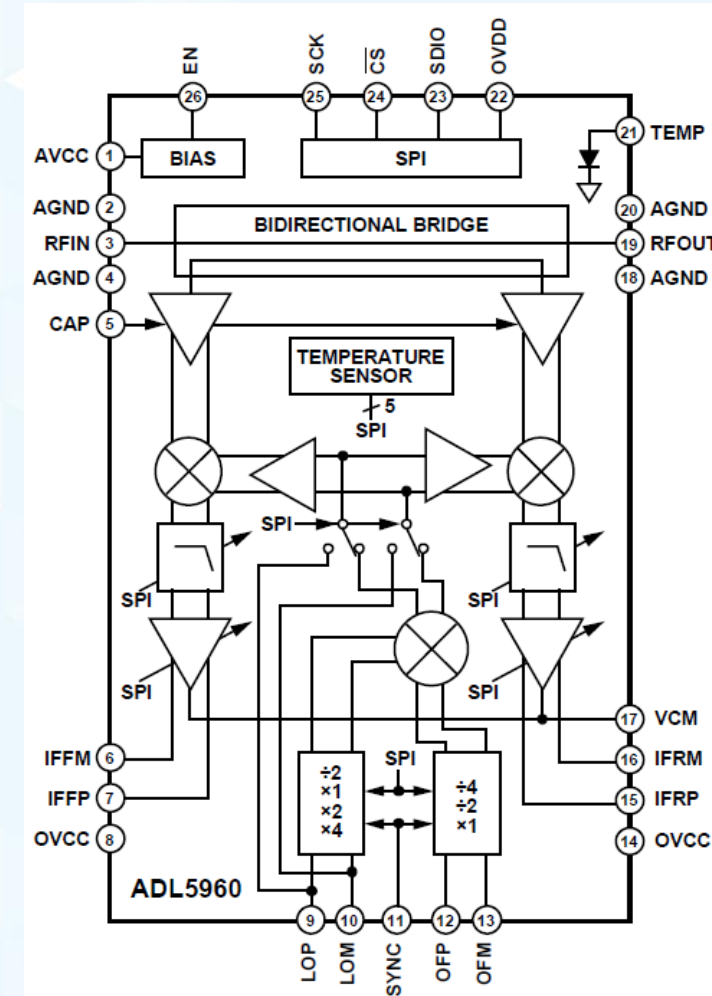 EN
SCK
CS
SDIO
OVDD
26
25
24
23
22
AVCC 1
BIAS
SPI
21 TEMP
AGND 2
20 AGND
BIDIRECTIONAL BRIDGE
RFIN 3
19 RFOUT
AGND 4
18 AGND
CAP 5
TEMPERATURE
SENSOR
5
SPI
SPI
SPI
SPI
SPI
SPI
17 VCM
IFFM 6
16 IFRM
SPI
÷2
×1
×2
×4
÷4
÷2
×1
IFFP 7
15 IFRP
OVCC 8
14 OVCC
ADL5960
9
10
11
12
13
LOP
LOM
SYNC
OFP
OFM